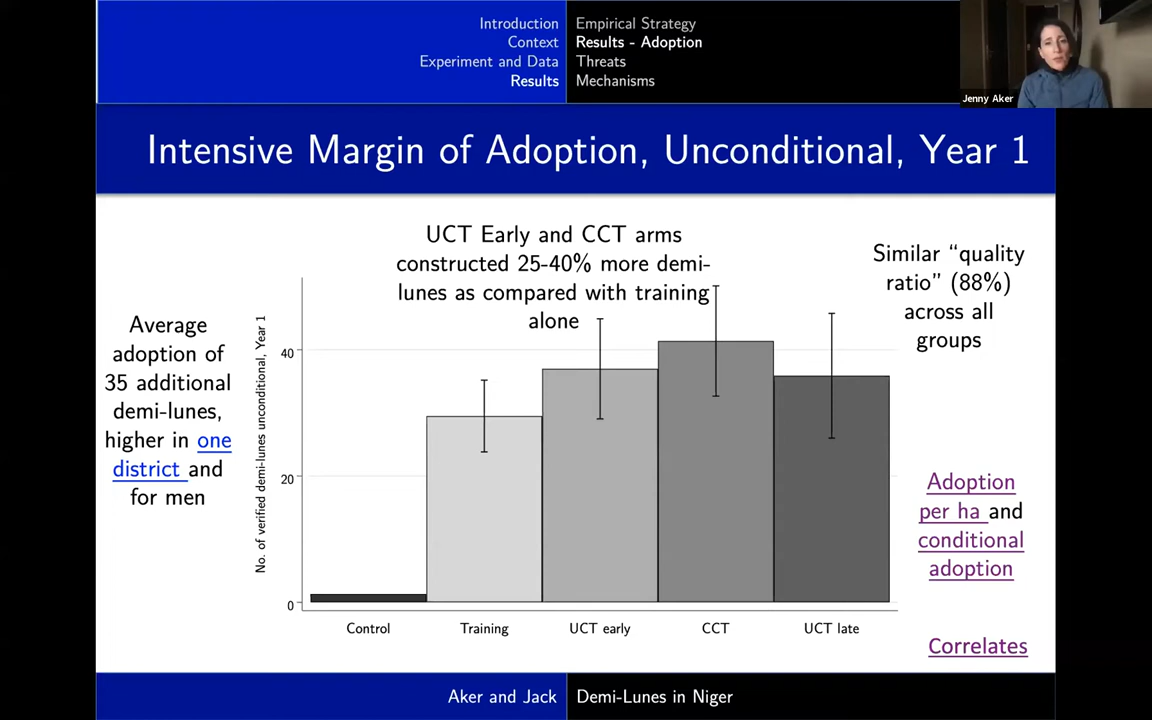 Introduction
Context
Experiment and Data
Results
Empirical Strategy
Results - Adoption
Threats
Mechanisms
Jenny Aker
Intensive Margin of Adoption, Unconditional, Year 1
UCT Early and CCT arms
constructed 25-40% more demi-
lunes as compared with training
alone
Similar “quality
ratio” (88%)
across all
groups
Average
adoption of
35 additional
demi-lunes,
higher in one
district and
for men
No. of verified demi-lunes unconditional, Year 1
40
20
0
Control
Training
UCT early
CCT
UCT late
Adoption
per ha and
conditional
adoption
Correlates
Aker and Jack
Demi-Lunes in Niger